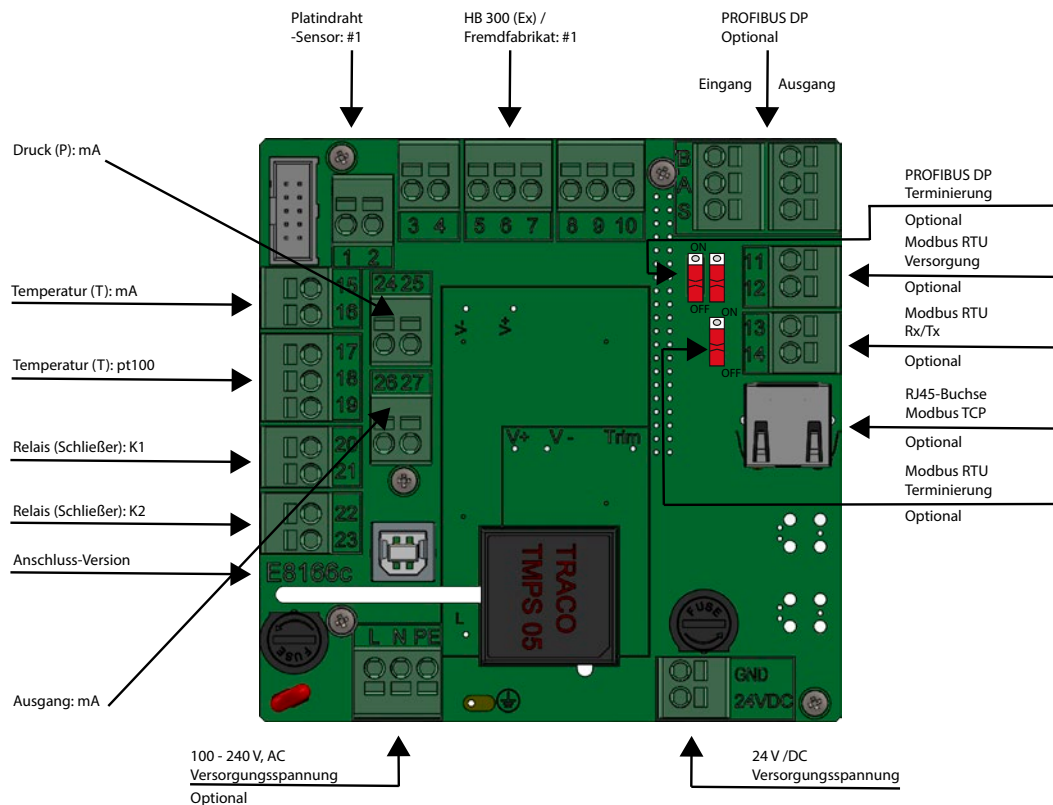 Platindraht
-Sensor: #1
HB 300 (Ex) /
Fremdfabrikat: #1
PROFIBUS DP
Optional
Eingang
Ausgang
Druck (P): mA
Temperatur (T): mA
Temperatur (T): pt100
Relais (Schließer): K1
Relais (Schließer): K2
Anschluss-Version
Ausgang: mA
B
A
S
3 4
5 6 7
8 9 10
1 2
15
16
24 25
17
18
19
26 27
20
21
22
23
E8166c
V-
V+
V+ V - Trim
ON
OFF
ON
OFF
11
12
13
14
TRACO
TMPS 05
L
FUSE
L N PE
FUSE
GND
24VDC
PROFIBUS DP
Terminierung
Optional
Modbus RTU
Versorgung
Optional
Modbus RTU
Rx/Tx
Optional
RJ45-Buchse
Modbus TCP
Optional
Modbus RTU
Terminierung
Optional
100 - 240 V, AC
Versorgungsspannung
Optional
24 V /DC
Versorgungsspannung